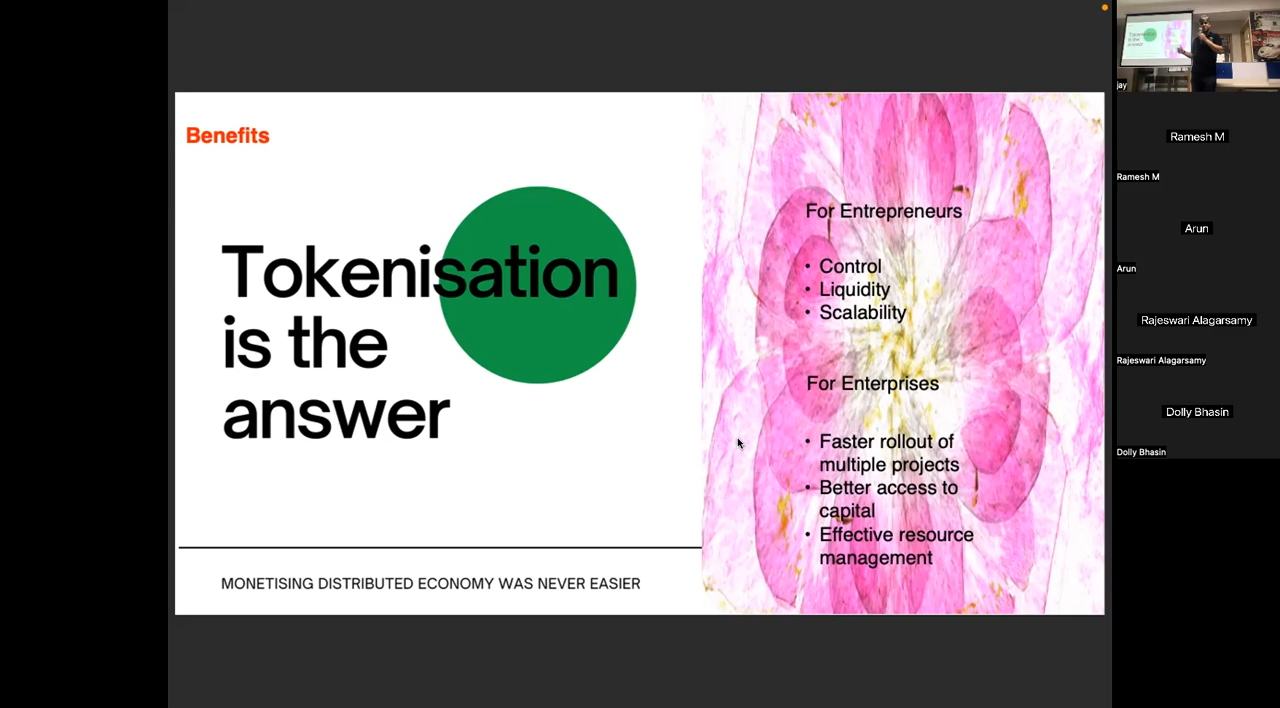 Benefits
Tokenisation
is the
answer
MONETISING DISTRIBUTED ECONOMY WAS NEVER EASIER
For Entrepreneurs
• Control
• Liquidity
• Scalability
For Enterprises
• Faster rollout of
multiple projects
• Better access to
capital
• Effective resource
management
jay
Ramesh M
Ramesh M
Arun
Arun
Rajeswari Alagarsamy
Rajeswari Alagarsamy
Dolly Bhasin
Dolly Bhasin